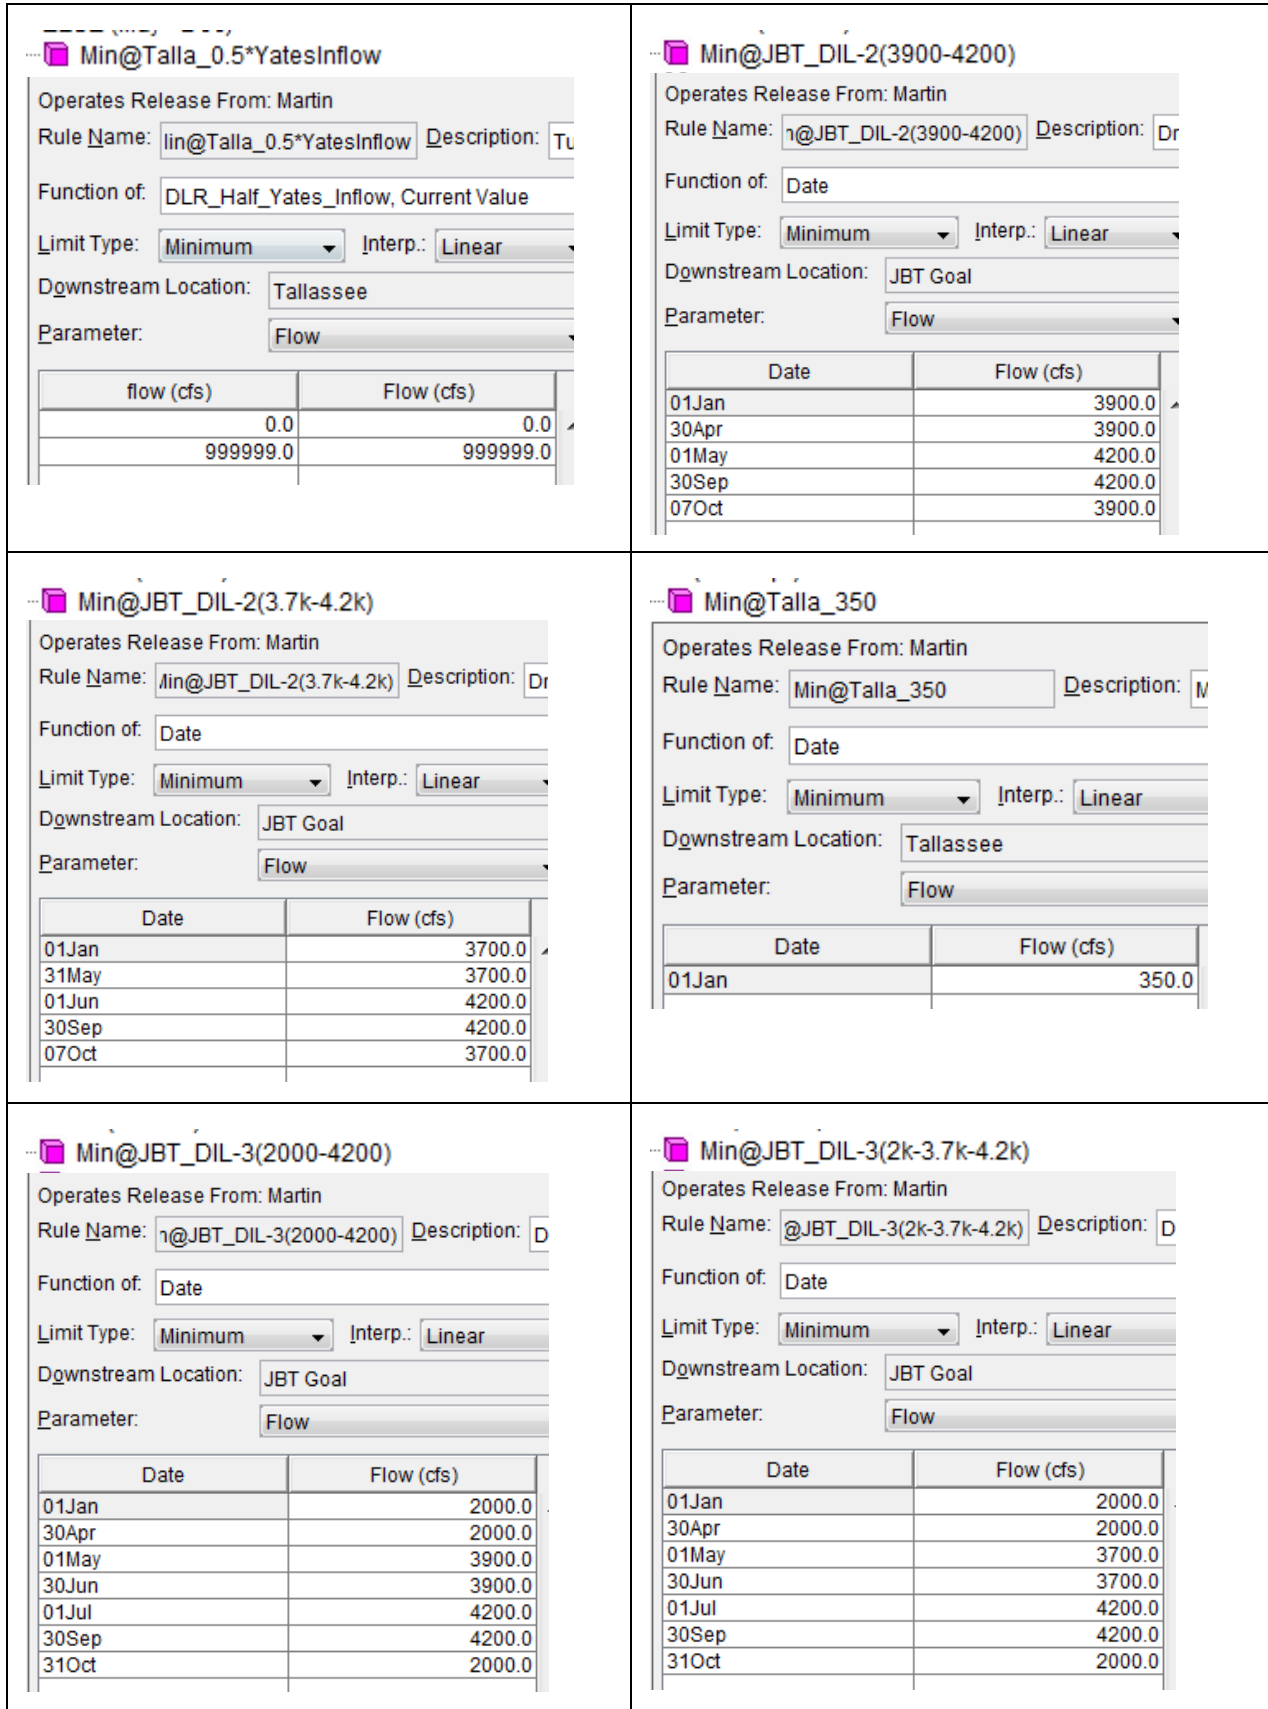 Min@Talla_0.5*YatesInflow
Operates Release From: Martin
Rule Name: lin@Talla_0.5*YatesInflow Description: Tu
Function of: DLR_Half_Yates_Inflow, Current Value
Limit Type: Minimum Interp.: Linear
Downstream Location: Tallassee
Parameter: Flow
flow (cfs) Flow (cfs)
0.0 0.0
999999.0 999999.0
Min@JBT_DIL-2(3900-4200)
Operates Release From: Martin
Rule Name: @JBT_DIL-2(3900-4200) Description: Dr
Function of: Date
Limit Type: Minimum Interp.: Linear
Downstream Location: JBT Goal
Parameter: Flow
Date Flow (cfs)
01Jan 3900.0
30Apr 3900.0
01May 4200.0
30Sep 4200.0
07Oct 3900.0
Min@JBT_DIL-2(3.7k-4.2k)
Operates Release From: Martin
Rule Name: Min@JBT_DIL-2(3.7k-4.2k) Description: Dr
Function of: Date
Limit Type: Minimum Interp.: Linear
Downstream Location: JBT Goal
Parameter: Flow
Date Flow (cfs)
01Jan 3700.0
31May 3700.0
01Jun 4200.0
30Sep 4200.0
07Oct 3700.0
Min@Talla_350
Operates Release From: Martin
Rule Name: Min@Talla_350 Description: M
Function of: Date
Limit Type: Minimum Interp.: Linear
Downstream Location: Tallassee
Parameter: Flow
Date Flow (cfs)
01Jan 350.0
Min@JBT_DIL-3(2000-4200)
Operates Release From: Martin
Rule Name: @JBT_DIL-3(2000-4200) Description: D
Function of: Date
Limit Type: Minimum Interp.: Linear
Downstream Location: JBT Goal
Parameter: Flow
Date Flow (cfs)
01Jan 2000.0
30Apr 2000.0
01May 3900.0
30Jun 3900.0
01Jul 4200.0
30Sep 4200.0
31Oct 2000.0
Min@JBT_DIL-3(2k-3.7k-4.2k)
Operates Release From: Martin
Rule Name: @JBT_DIL-3(2k-3.7k-4.2k) Description: D
Function of: Date
Limit Type: Minimum Interp.: Linear
Downstream Location: JBT Goal
Parameter: Flow
Date Flow (cfs)
01Jan 2000.0
30Apr 2000.0
01May 3700.0
30Jun 3700.0
01Jul 4200.0
30Sep 4200.0
31Oct 2000.0